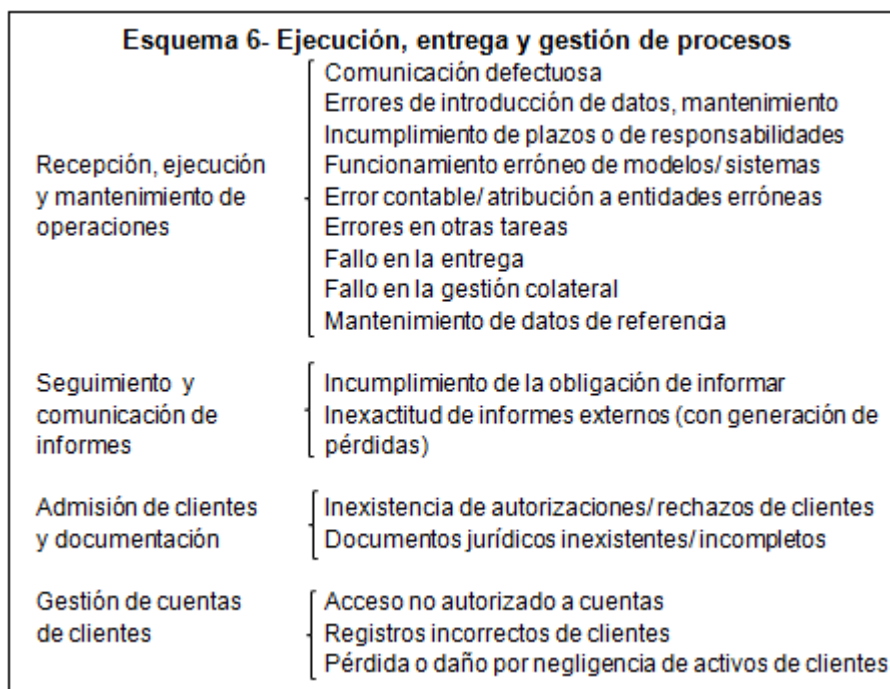 Esquema 6- Ejecución, entrega y gestión de procesos
Recepción, ejecución
y mantenimiento de
operaciones
Comunicación defectuosa
Errores de introducción de datos, mantenimiento
Incumplimiento de plazos o de responsabilidades
Funcionamiento erróneo de modelos/ sistemas
Error contable/ atribución a entidades erróneas
Errores en otras tareas
Fallo en la entrega
Fallo en la gestión colateral
Mantenimiento de datos de referencia
Seguimiento y
comunicación de
informes
Incumplimiento de la obligación de informar
Inexactitud de informes externos (con generación de
pérdidas)
Admisión de clientes
y documentación
Inexistencia de autorizaciones/ rechazos de clientes
Documentos jurídicos inexistentes/ incompletos
Gestión de cuentas
de clientes
Acceso no autorizado a cuentas
Registros incorrectos de clientes
Pérdida o daño por negligencia de activos de clientes